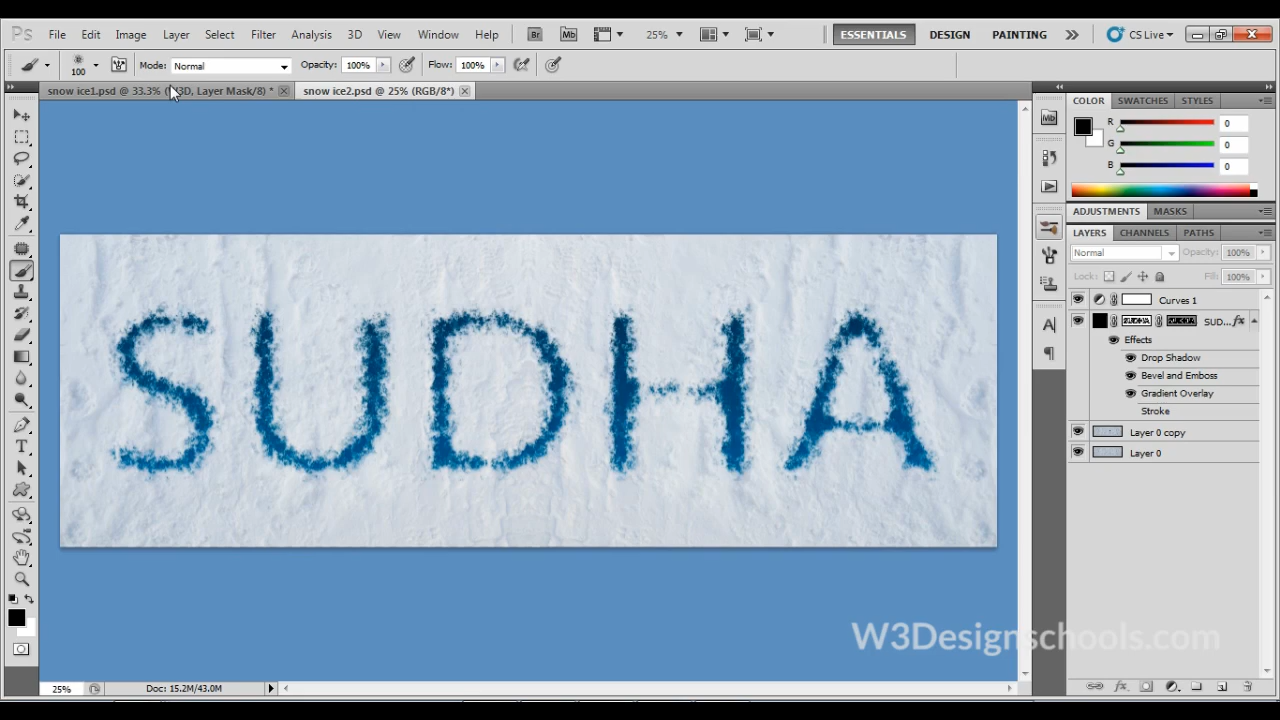 Ps File Edit Image Layer Select Filter Analysis 3D View Window Help Br Mb 25% ESSENTIALS DESIGN PAINTING CS Live
100 Mode: Normal Opacity: 100% Flow: 100%
snow ice1.psd @ 33.3% ( 3D, Layer Mask/8) * snow ice2.psd @ 25% (RGB/8*)
SUDHA
Mb
COLOR SWATCHES STYLES
R 0
G 0
B 0
ADJUSTMENTS MASKS
LAYERS CHANNELS PATHS
Normal Opacity: 100%
Lock: Fill: 100%
Curves 1
SUD... fx
Effects
Drop Shadow
Bevel and Emboss
Gradient Overlay
Stroke
Layer 0 copy
Layer 0
W3Designschools.com
25% Doc: 15.2M/43.0M